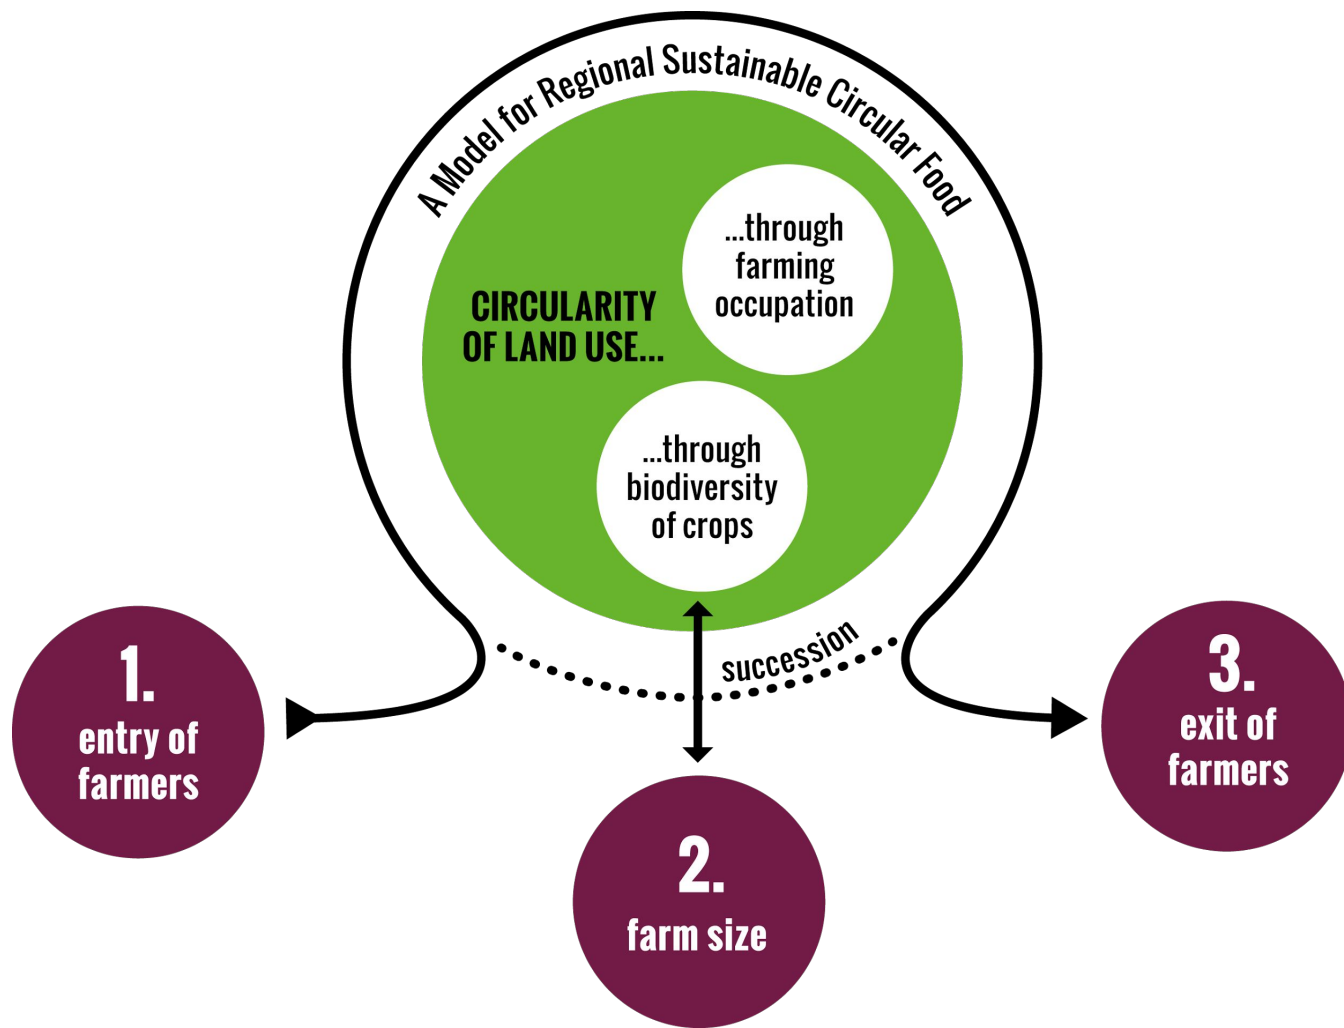 A Model for Regional Sustainable Circular Food
...through
farming
occupation
CIRCULARITY
OF LAND USE...
...through
biodiversity
of crops
succession
1.
entry of
farmers
2.
farm size
3.
exit of
farmers